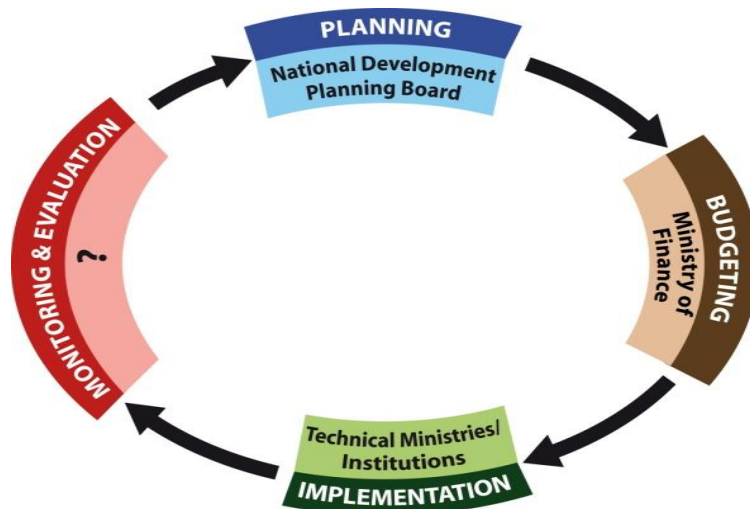 PLANNING
National Development
Planning Board
BUDGETING
Ministry of
Finance
Technical Ministries/
Institutions
IMPLEMENTATION
MONITORING & EVALUATION
?